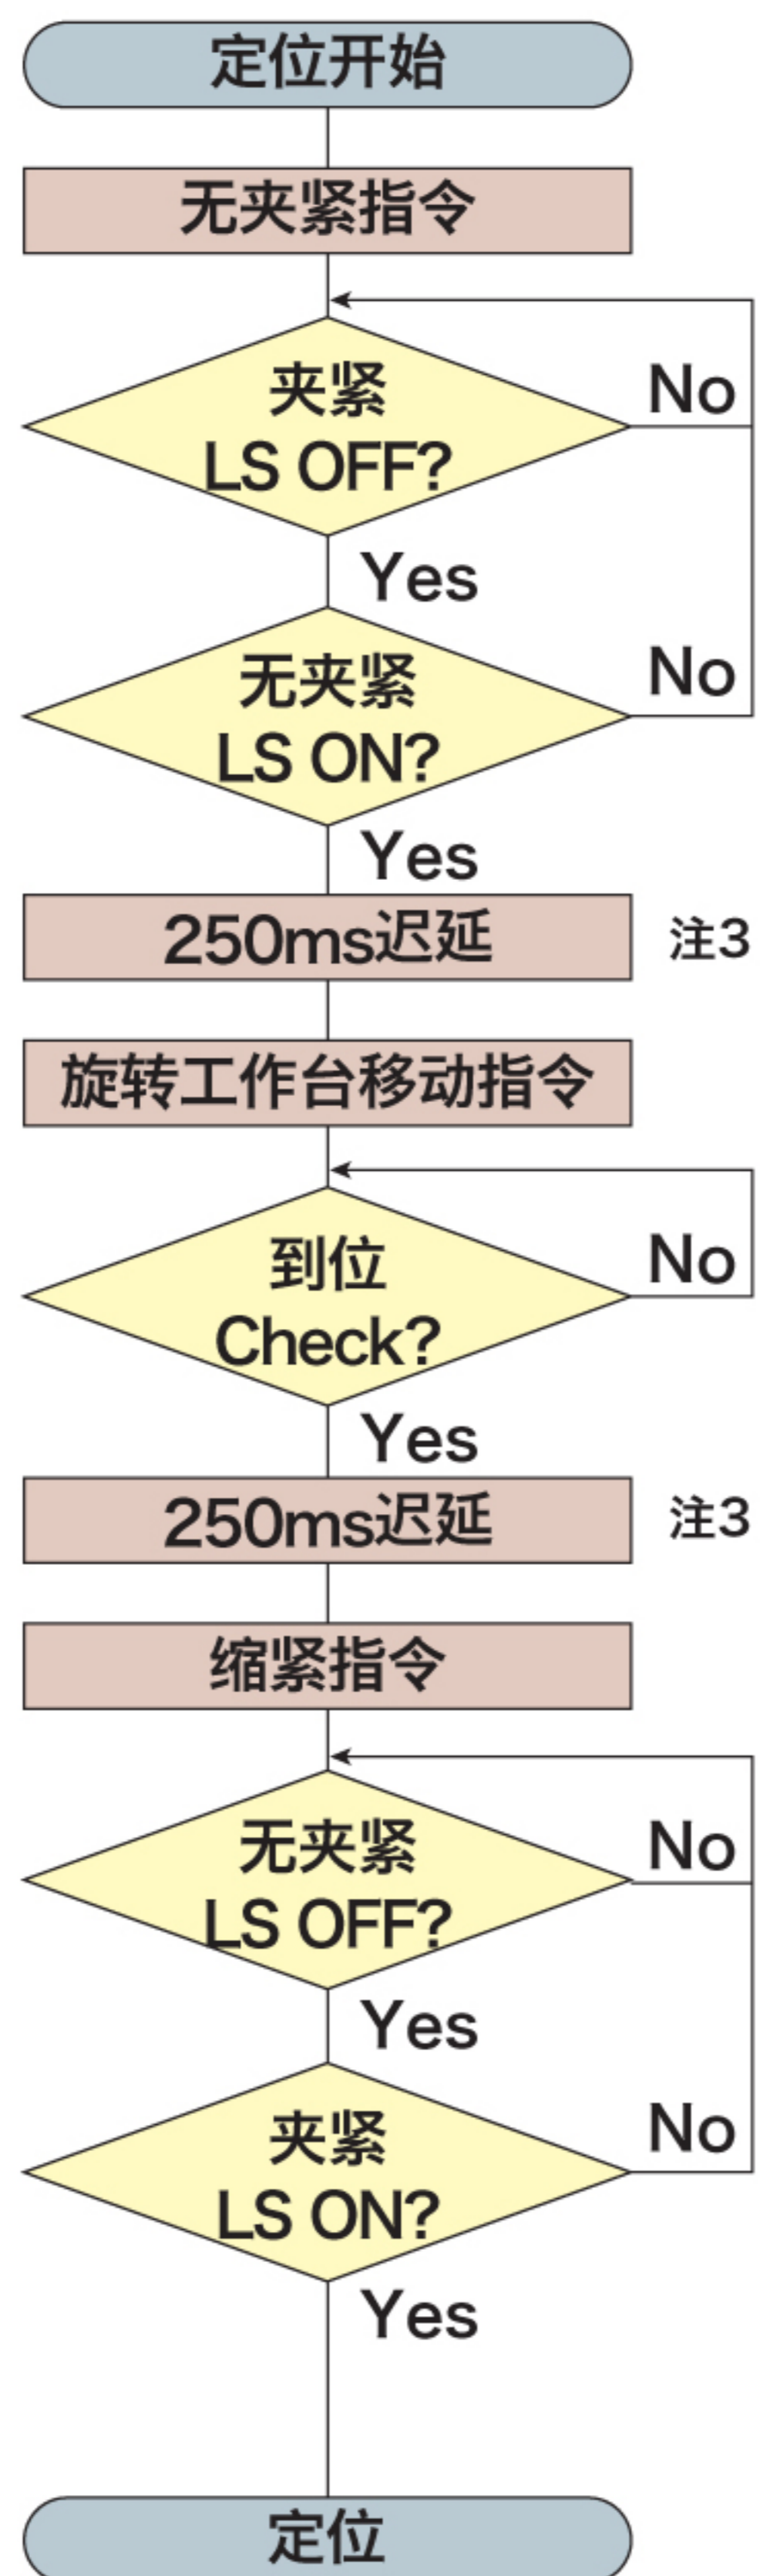 定位开始
无夹紧指令
夹紧
LS OFF?
No
Yes
无夹紧
LS ON?
No
Yes
250ms迟延
注3
旋转工作台移动指令
到位
Check?
No
Yes
250ms迟延
注3
缩紧指令
无夹紧
LS OFF?
No
Yes
夹紧
LS ON?
No
Yes
定位